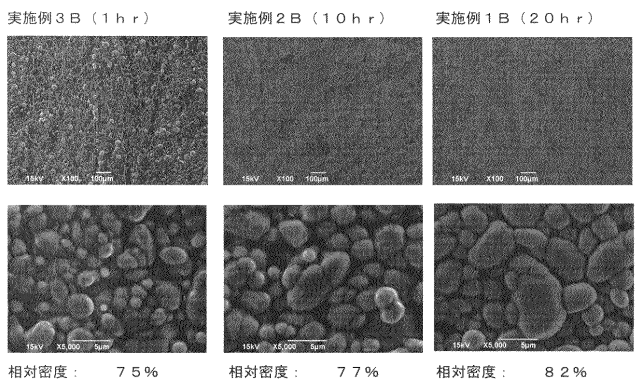 実施例３Ｂ（１ｈｒ）
実施例２Ｂ（１０ｈｒ）
実施例１Ｂ（２０ｈｒ）
15kV X100 100μm
15kV X100 100μm
15kV X100 100μm
15kV X5,000 5μm
15kV X5,000 5μm
15kV X5,000 5μm
相対密度： ７５％
相対密度： ７７％
相対密度： ８２％